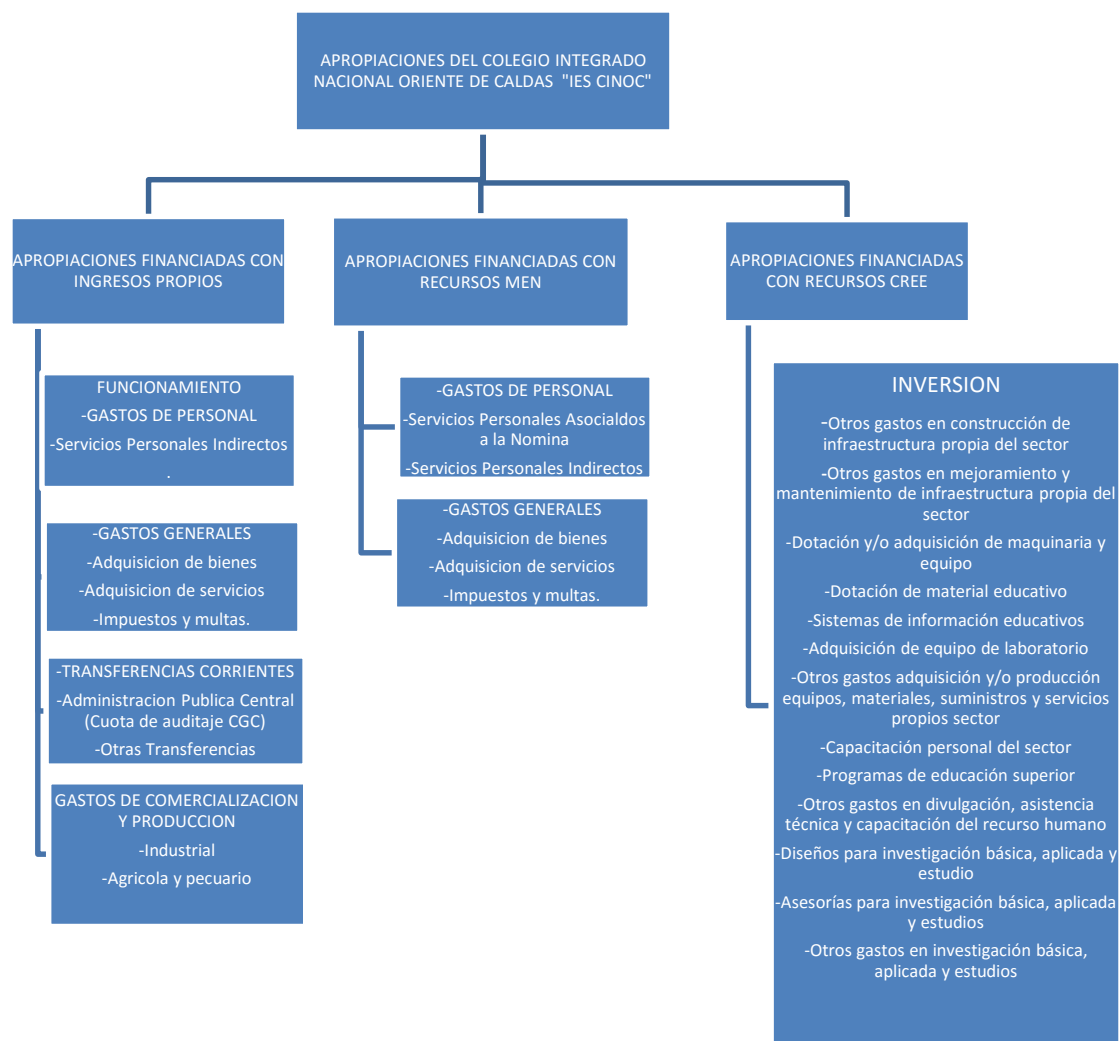 APROPIACIONES DEL COLEGIO INTEGRADO
NACIONAL ORIENTE DE CALDAS "IES CINOC"
APROPIACIONES FINANCIADAS CON
INGRESOS PROPIOS
FUNCIONAMIENTO
-GASTOS DE PERSONAL
-Servicios Personales Indirectos
.
-GASTOS GENERALES
-Adquisicion de bienes
-Adquisicion de servicios
-Impuestos y multas.
-TRANSFERENCIAS CORRIENTES
-Administracion Publica Central
(Cuota de auditaje CGC)
-Otras Transferencias
GASTOS DE COMERCIALIZACION
Y PRODUCCION
-Industrial
-Agricola y pecuario
APROPIACIONES FINANCIADAS CON
RECURSOS MEN
-GASTOS DE PERSONAL
-Servicios Personales Asocialdos
a la Nomina
-Servicios Personales Indirectos
-GASTOS GENERALES
-Adquisicion de bienes
-Adquisicion de servicios
-Impuestos y multas.
APROPIACIONES FINANCIADAS
CON RECURSOS CREE
INVERSION
-Otros gastos en construcción de
infraestructura propia del sector
-Otros gastos en mejoramiento y
mantenimiento de infraestructura propia del
sector
-Dotación y/o adquisición de maquinaria y
equipo
-Dotación de material educativo
-Sistemas de información educativos
-Adquisición de equipo de laboratorio
-Otros gastos adquisición y/o producción
equipos, materiales, suministros y servicios
propios sector
-Capacitación personal del sector
-Programas de educación superior
-Otros gastos en divulgación, asistencia
técnica y capacitación del recurso humano
-Diseños para investigación básica, aplicada y
estudio
-Asesorías para investigación básica, aplicada
y estudios
-Otros gastos en investigación básica,
aplicada y estudios